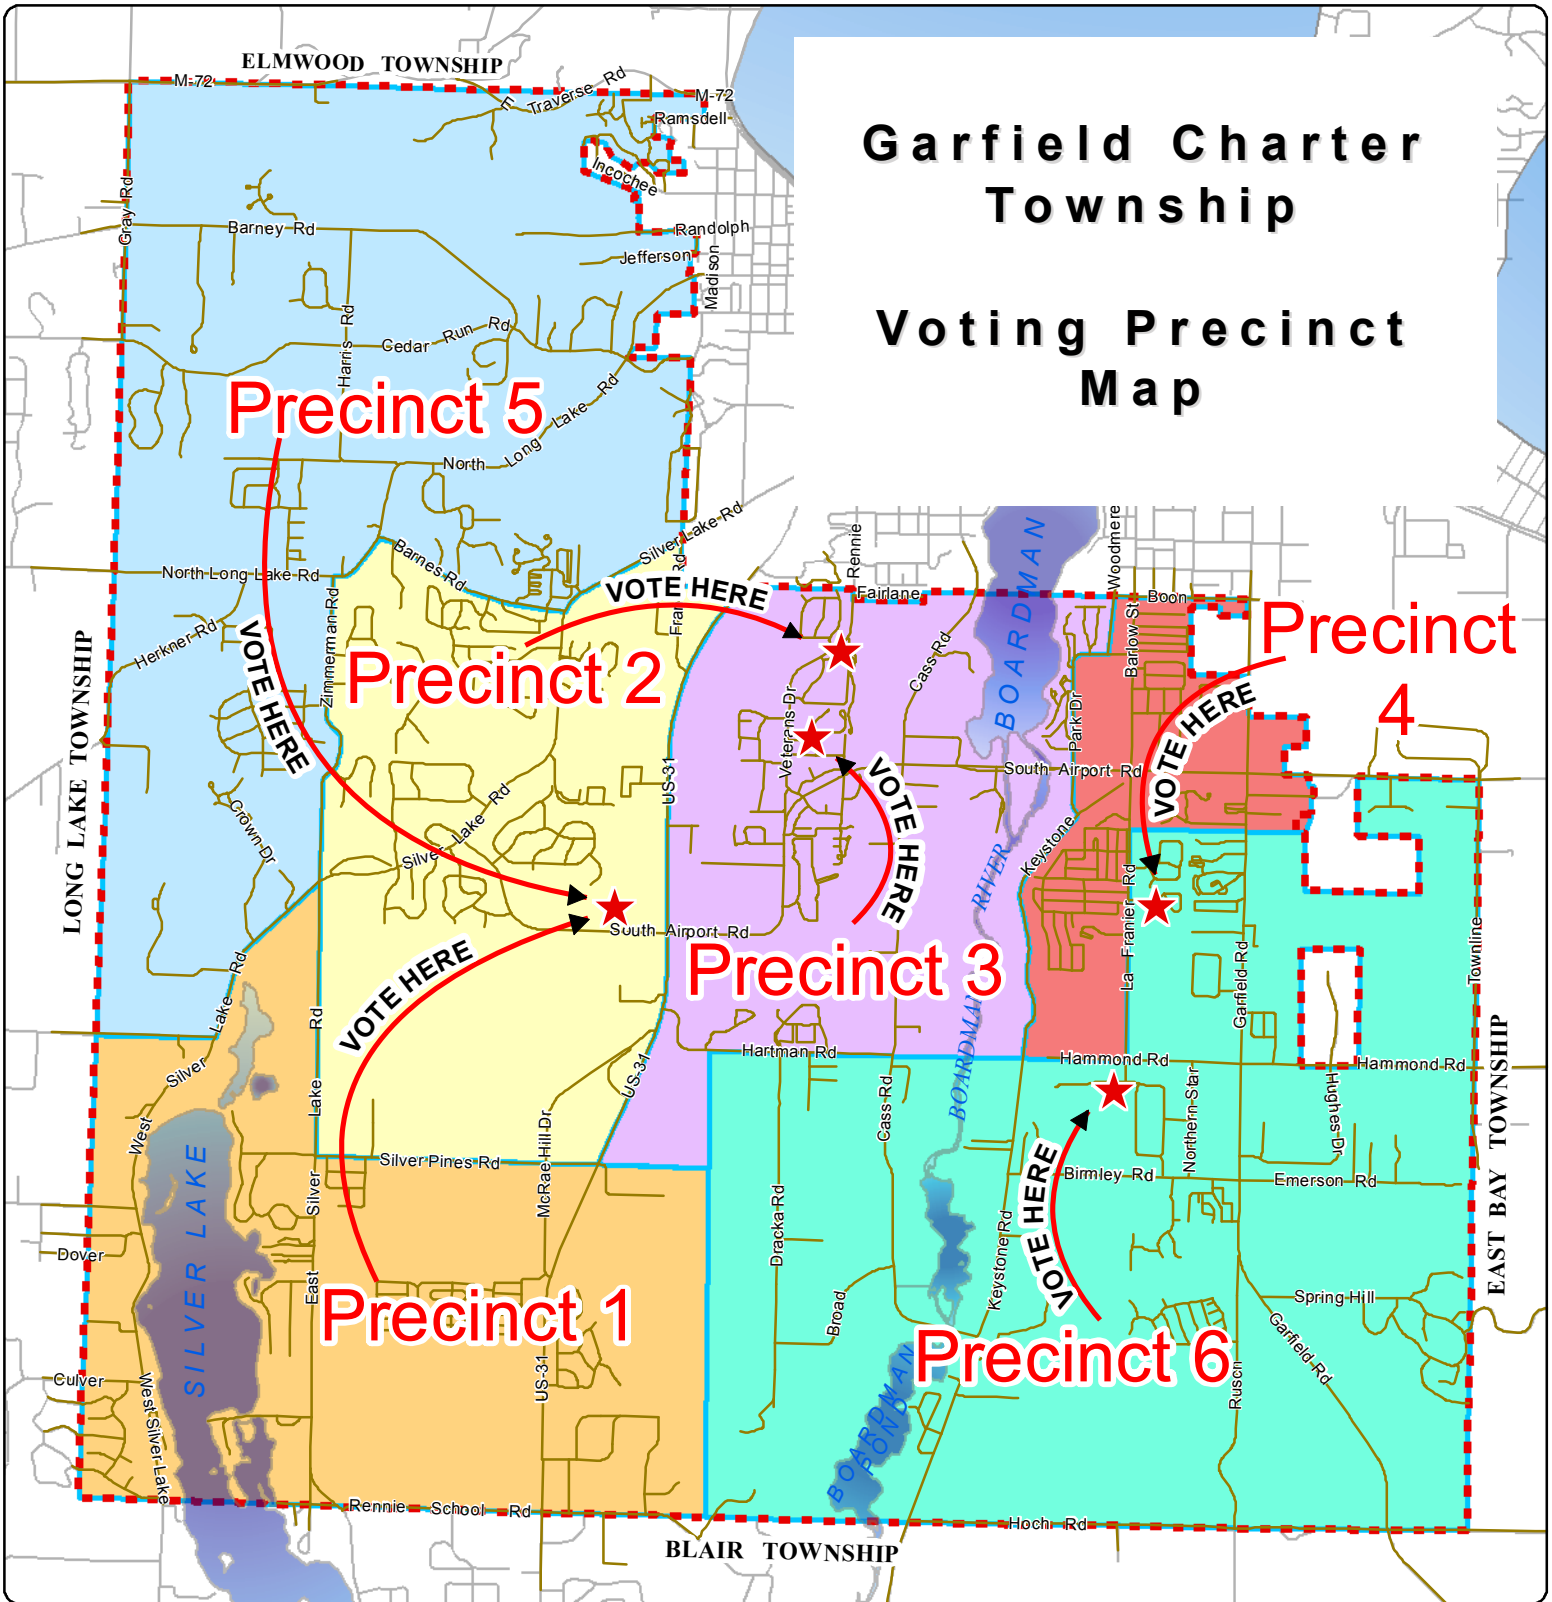 ELMWOOD TOWNSHIP
Garfield Charter
Township
Voting Precinct
Map
M-72
E Traverse Rd
M-72
Ramsdell
Incochee
Gray Rd
Barney Rd
Randolph
Jefferson
Madison
Harris Rd
Cedar Run Rd
Precinct 5
North Long Lake Rd
Silver Lake Rd
Barnes Rd
North Long Lake Rd
Zimmerman Rd
Herkner Rd
VOTE HERE
VOTE HERE
Rennie
Fairlane
BOARDMAN
Woodmere
Boon
Barlow St
Precinct
4
Precinct 2
Cass Rd
BOARDMAN
Park Dr
VOTE HERE
LONG LAKE TOWNSHIP
Veterans Dr
US-31
South Airport Rd
VOTE HERE
Crown Dr
Silver Lake Rd
Keystone
RIVER
La Franier Rd
South Airport Rd
Precinct 3
VOTE HERE
Garfield Rd
Townline
Silver Lake Rd
Hartman Rd
Hammond Rd
Hammond Rd
US-31
BOARDMAN
Cass Rd
Northern Star
Hughes Dr
EAST BAY TOWNSHIP
West
East Silver Lake Rd
Silver Pines Rd
McRae Hill Dr
VOTE HERE
Birmley Rd
Emerson Rd
SILVER LAKE
Dover
Dracka Rd
Keystone Rd
Precinct 1
Broad
Spring Hill
Garfield Rd
Precinct 6
Culver
West Silver Lake
US-31
BOARDMAN
POND
Rennie School Rd
Hoch Rd
BLAIR TOWNSHIP